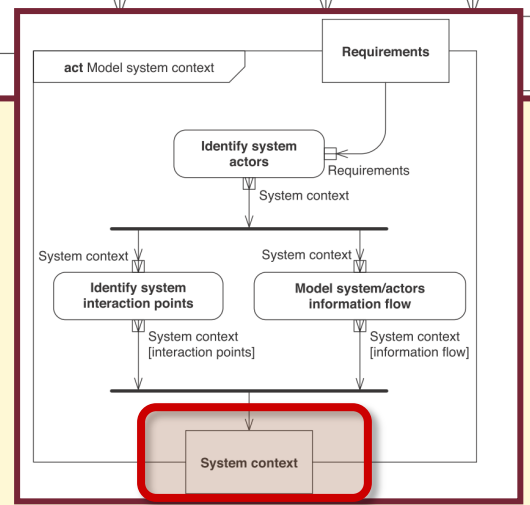 Requirements
act Model system context
Identify system
actors
Requirements
System context
System context
System context
Identify system
interaction points
Model system/actors
information flow
System context
[interaction points]
System context
[information flow]
System context